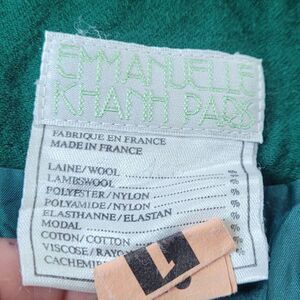 EMMANUELLE
KHANH PARIS
FABRIQUE EN FRANCE
MADE IN FRANCE
LAINE/WOOL %
LAMBSWOOL %
POLYESTER/NYLON %
POLYAMIDE/NYLON %
ELASTHANNE/ELASTAN %
MODAL %
COTON/COTTON %
VISCOSE/RAYO
CACHEMI